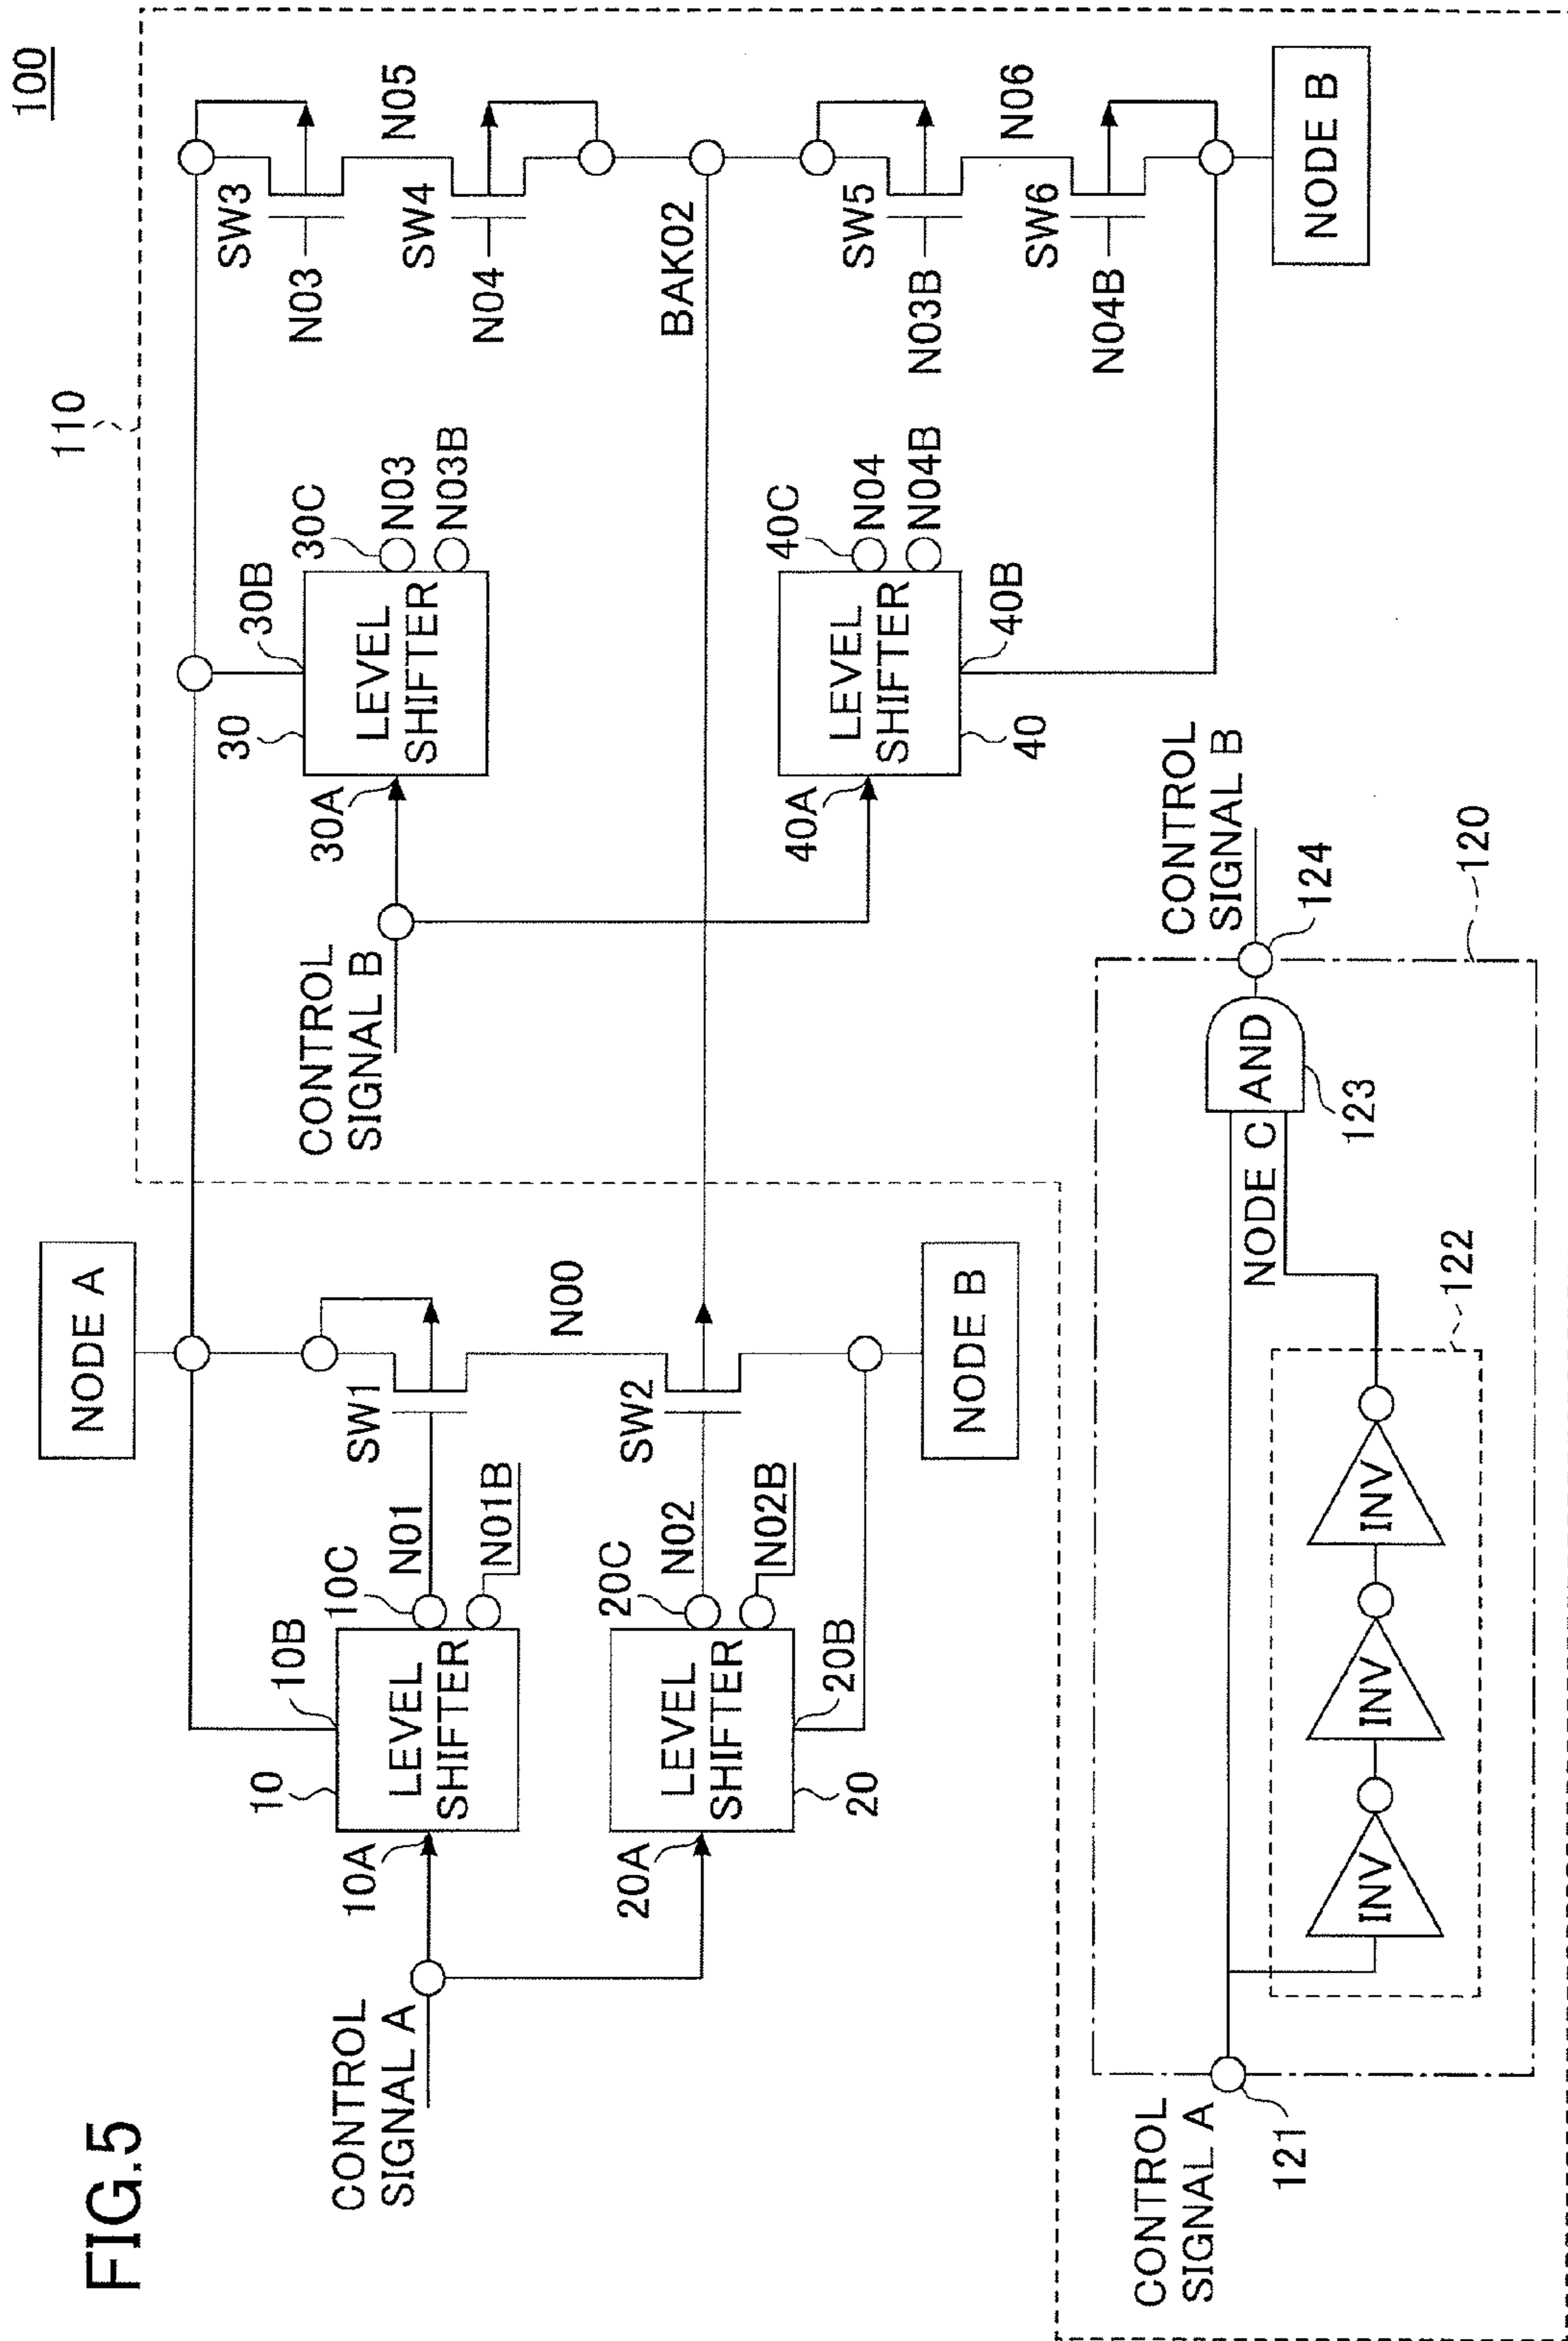 FIG.5
100
110
NODE A
CONTROL
SIGNAL A
10
10A
10B
10C
LEVEL
SHIFTER
N01
N01B
SW1
N00
20
20A
20B
20C
LEVEL
SHIFTER
N02
N02B
SW2
NODE B
CONTROL
SIGNAL B
30
30A
30B
30C
LEVEL
SHIFTER
N03
N03B
40
40A
40B
40C
LEVEL
SHIFTER
N04
N04B
BAK02
SW3
N03
N05
SW4
N04
SW5
N03B
N06
SW6
N04B
NODE B
CONTROL
SIGNAL A
121
INV
INV
INV
122
NODE C
AND
123
124
CONTROL
SIGNAL B
120